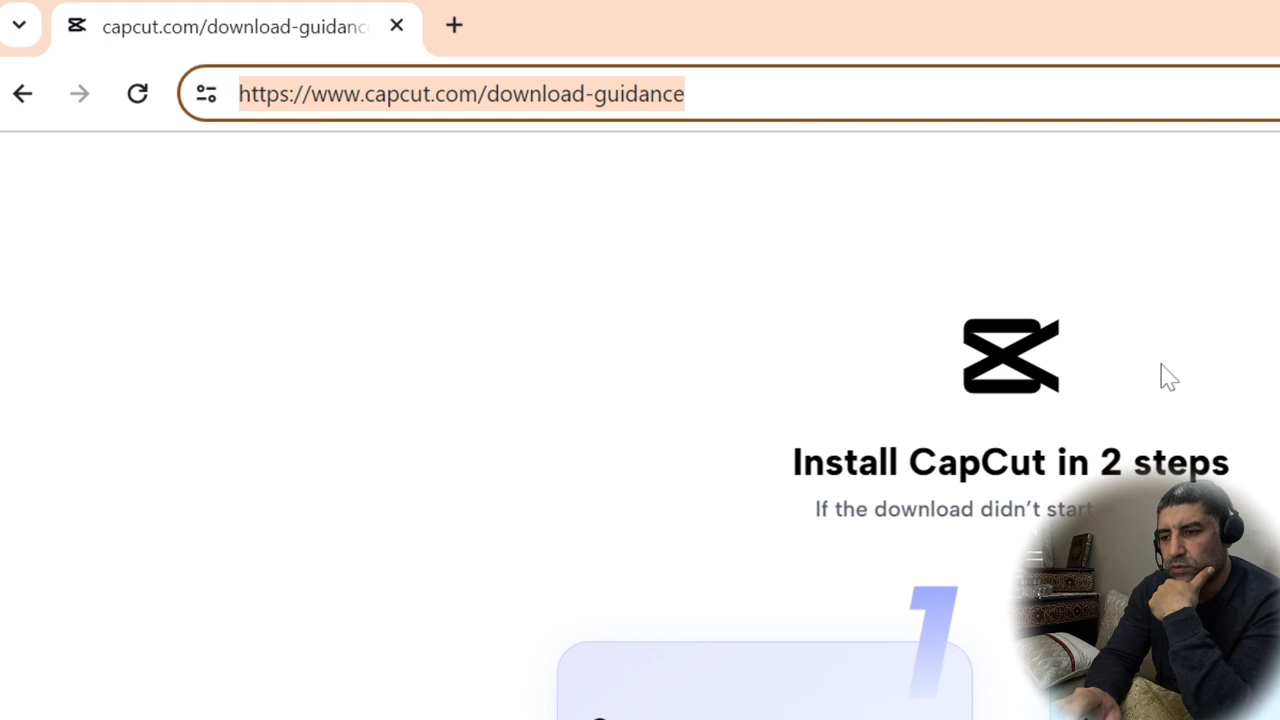 capcut.com/download-guidanc
https://www.capcut.com/download-guidance
Install CapCut in 2 steps
If the download didn't start
1